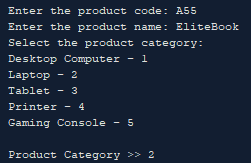 Enter the product code: A55
Enter the product name: EliteBook
Select the product category:
Desktop Computer - 1
Laptop - 2
Tablet - 3
Printer - 4
Gaming Console - 5
Product Category >> 2